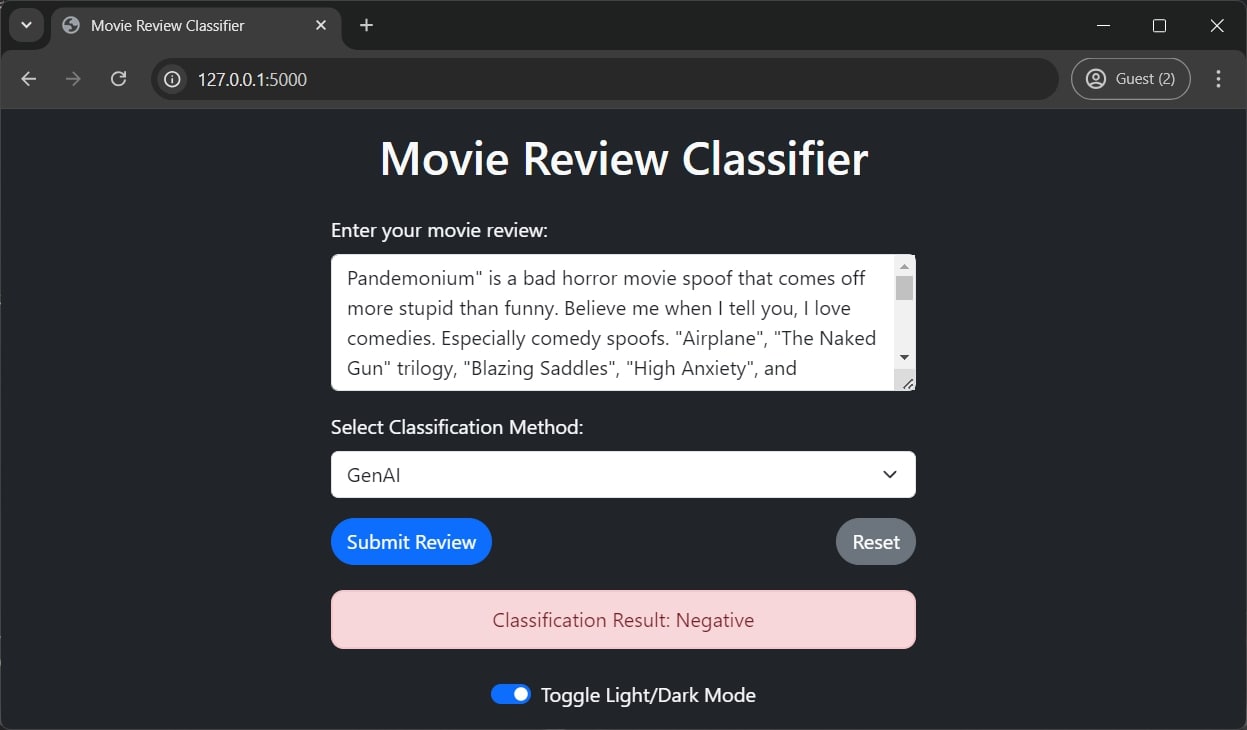 Movie Review Classifier
127.0.0.1:5000
Guest (2)
Movie Review Classifier
Enter your movie review:
Pandemonium" is a bad horror movie spoof that comes off
more stupid than funny. Believe me when I tell you, I love
comedies. Especially comedy spoofs. "Airplane", "The Naked
Gun" trilogy, "Blazing Saddles", "High Anxiety", and
Select Classification Method:
GenAI
Submit Review
Reset
Classification Result: Negative
Toggle Light/Dark Mode